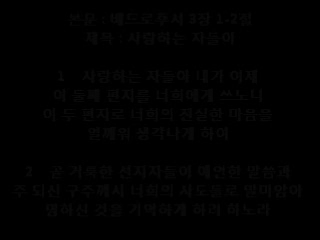 본문 : 베드로후서 3장 1-2절
제목 : 사랑하는 자들아
1 사랑하는 자들아 내가 이제
이 둘째 편지를 너희에게 쓰노니
이 두 편지로 너희의 진실한 마음을
일깨워 생각나게 하여
2 곧 거룩한 선지자들이 예언한 말씀과
주 되신 구주께서 너희의 사도들로 말미암아
명하신 것을 기억하게 하려 하노라